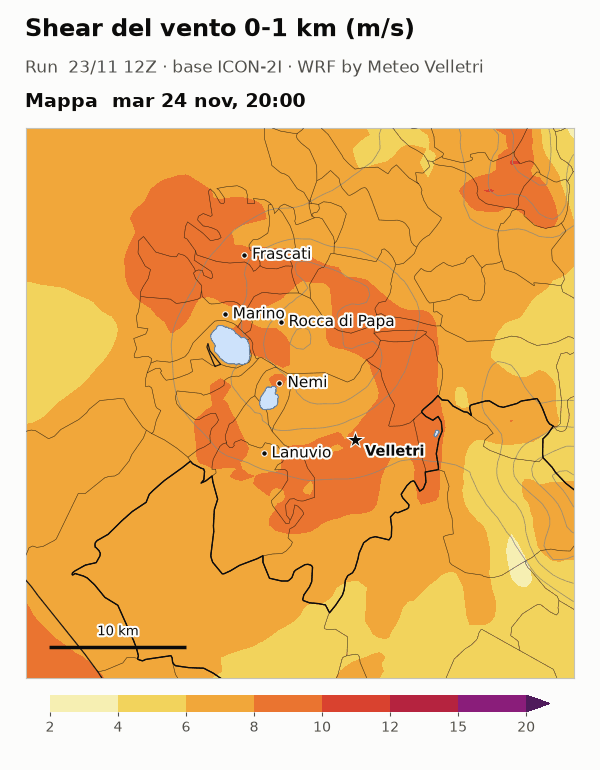 Shear del vento 0-1 km (m/s)
Run  23/11 12Z · base ICON-2I · WRF by Meteo Velletri
Mappa  mar 24 nov, 20:00
Frascati
Marino
Rocca di Papa
Nemi
Velletri
Lanuvio
10 km
2 4 6 8 10 12 15 20